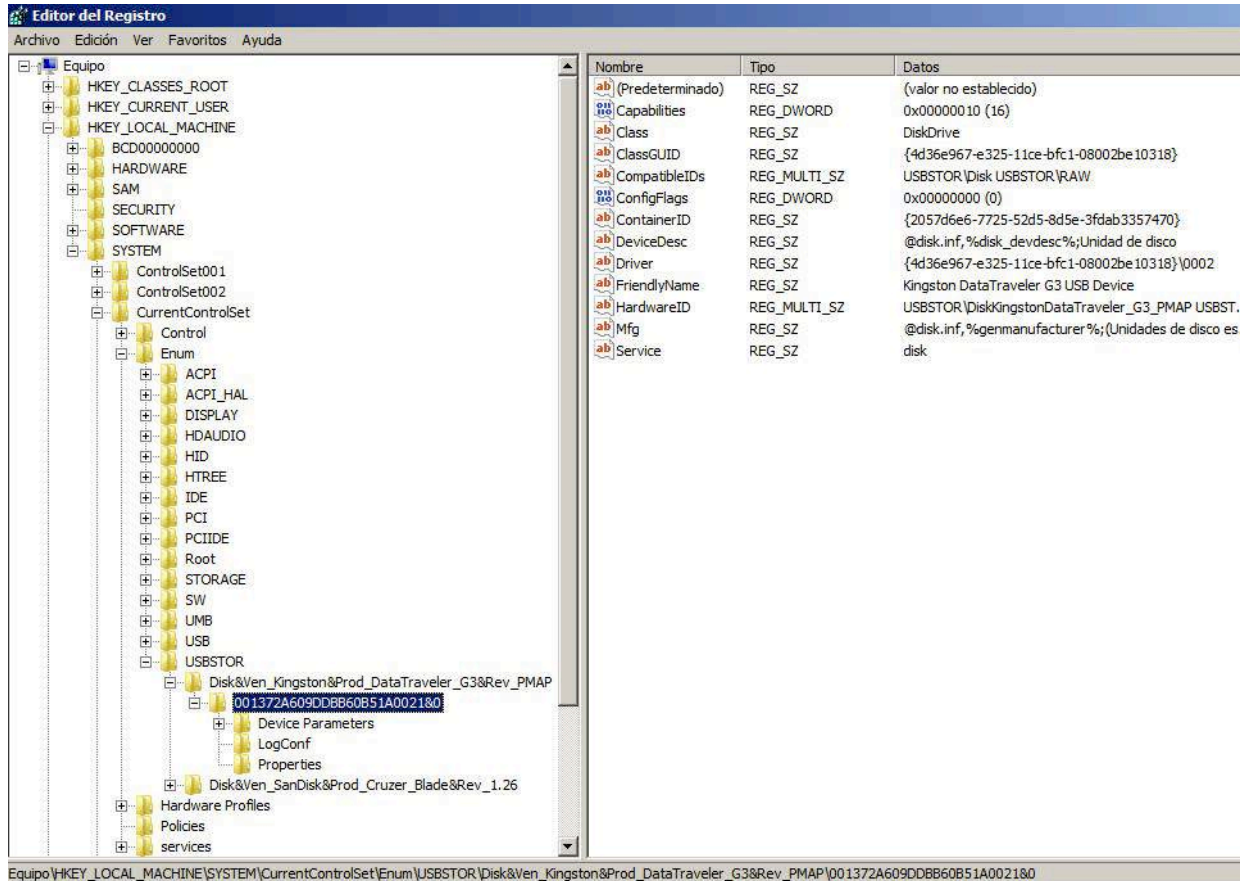 Editor del Registro
Archivo Edición Ver Favoritos Ayuda
Equipo
HKEY_CLASSES_ROOT
HKEY_CURRENT_USER
HKEY_LOCAL_MACHINE
BCD00000000
HARDWARE
SAM
SECURITY
SOFTWARE
SYSTEM
ControlSet001
ControlSet002
CurrentControlSet
Control
Enum
ACPI
ACPI_HAL
DISPLAY
HDAUDIO
HID
HTREE
IDE
PCI
PCIIDE
Root
STORAGE
SW
UMB
USB
USBSTOR
Disk&Ven_Kingston&Prod_DataTraveler_G3&Rev_PMAP
001372A609DDBB60B51A0021&0
Device Parameters
LogConf
Properties
Disk&Ven_SanDisk&Prod_Cruzer_Blade&Rev_1.26
Hardware Profiles
Policies
services
Nombre Tipo Datos
(Predeterminado) REG_SZ (valor no establecido)
Capabilities REG_DWORD 0x00000010 (16)
Class REG_SZ DiskDrive
ClassGUID REG_SZ {4d36e967-e325-11ce-bfc1-08002be10318}
CompatibleIDs REG_MULTI_SZ USBSTOR\Disk USBSTOR\RAW
ConfigFlags REG_DWORD 0x00000000 (0)
ContainerID REG_SZ {2057d6e6-7725-52d5-8d5e-3fdab3357470}
DeviceDesc REG_SZ @disk.inf,%disk_devdesc%;Unidad de disco
Driver REG_SZ {4d36e967-e325-11ce-bfc1-08002be10318}\0002
FriendlyName REG_SZ Kingston DataTraveler G3 USB Device
HardwareID REG_MULTI_SZ USBSTOR\DiskKingstonDataTraveler_G3_PMAP USBST.
Mfg REG_SZ @disk.inf,%genmanufacturer%;(Unidades de disco es
Service REG_SZ disk
Equipo\HKEY_LOCAL_MACHINE\SYSTEM\CurrentControlSet\Enum\USBSTOR\Disk&Ven_Kingston&Prod_DataTraveler_G3&Rev_PMAP\001372A609DDBB60B51A0021&0